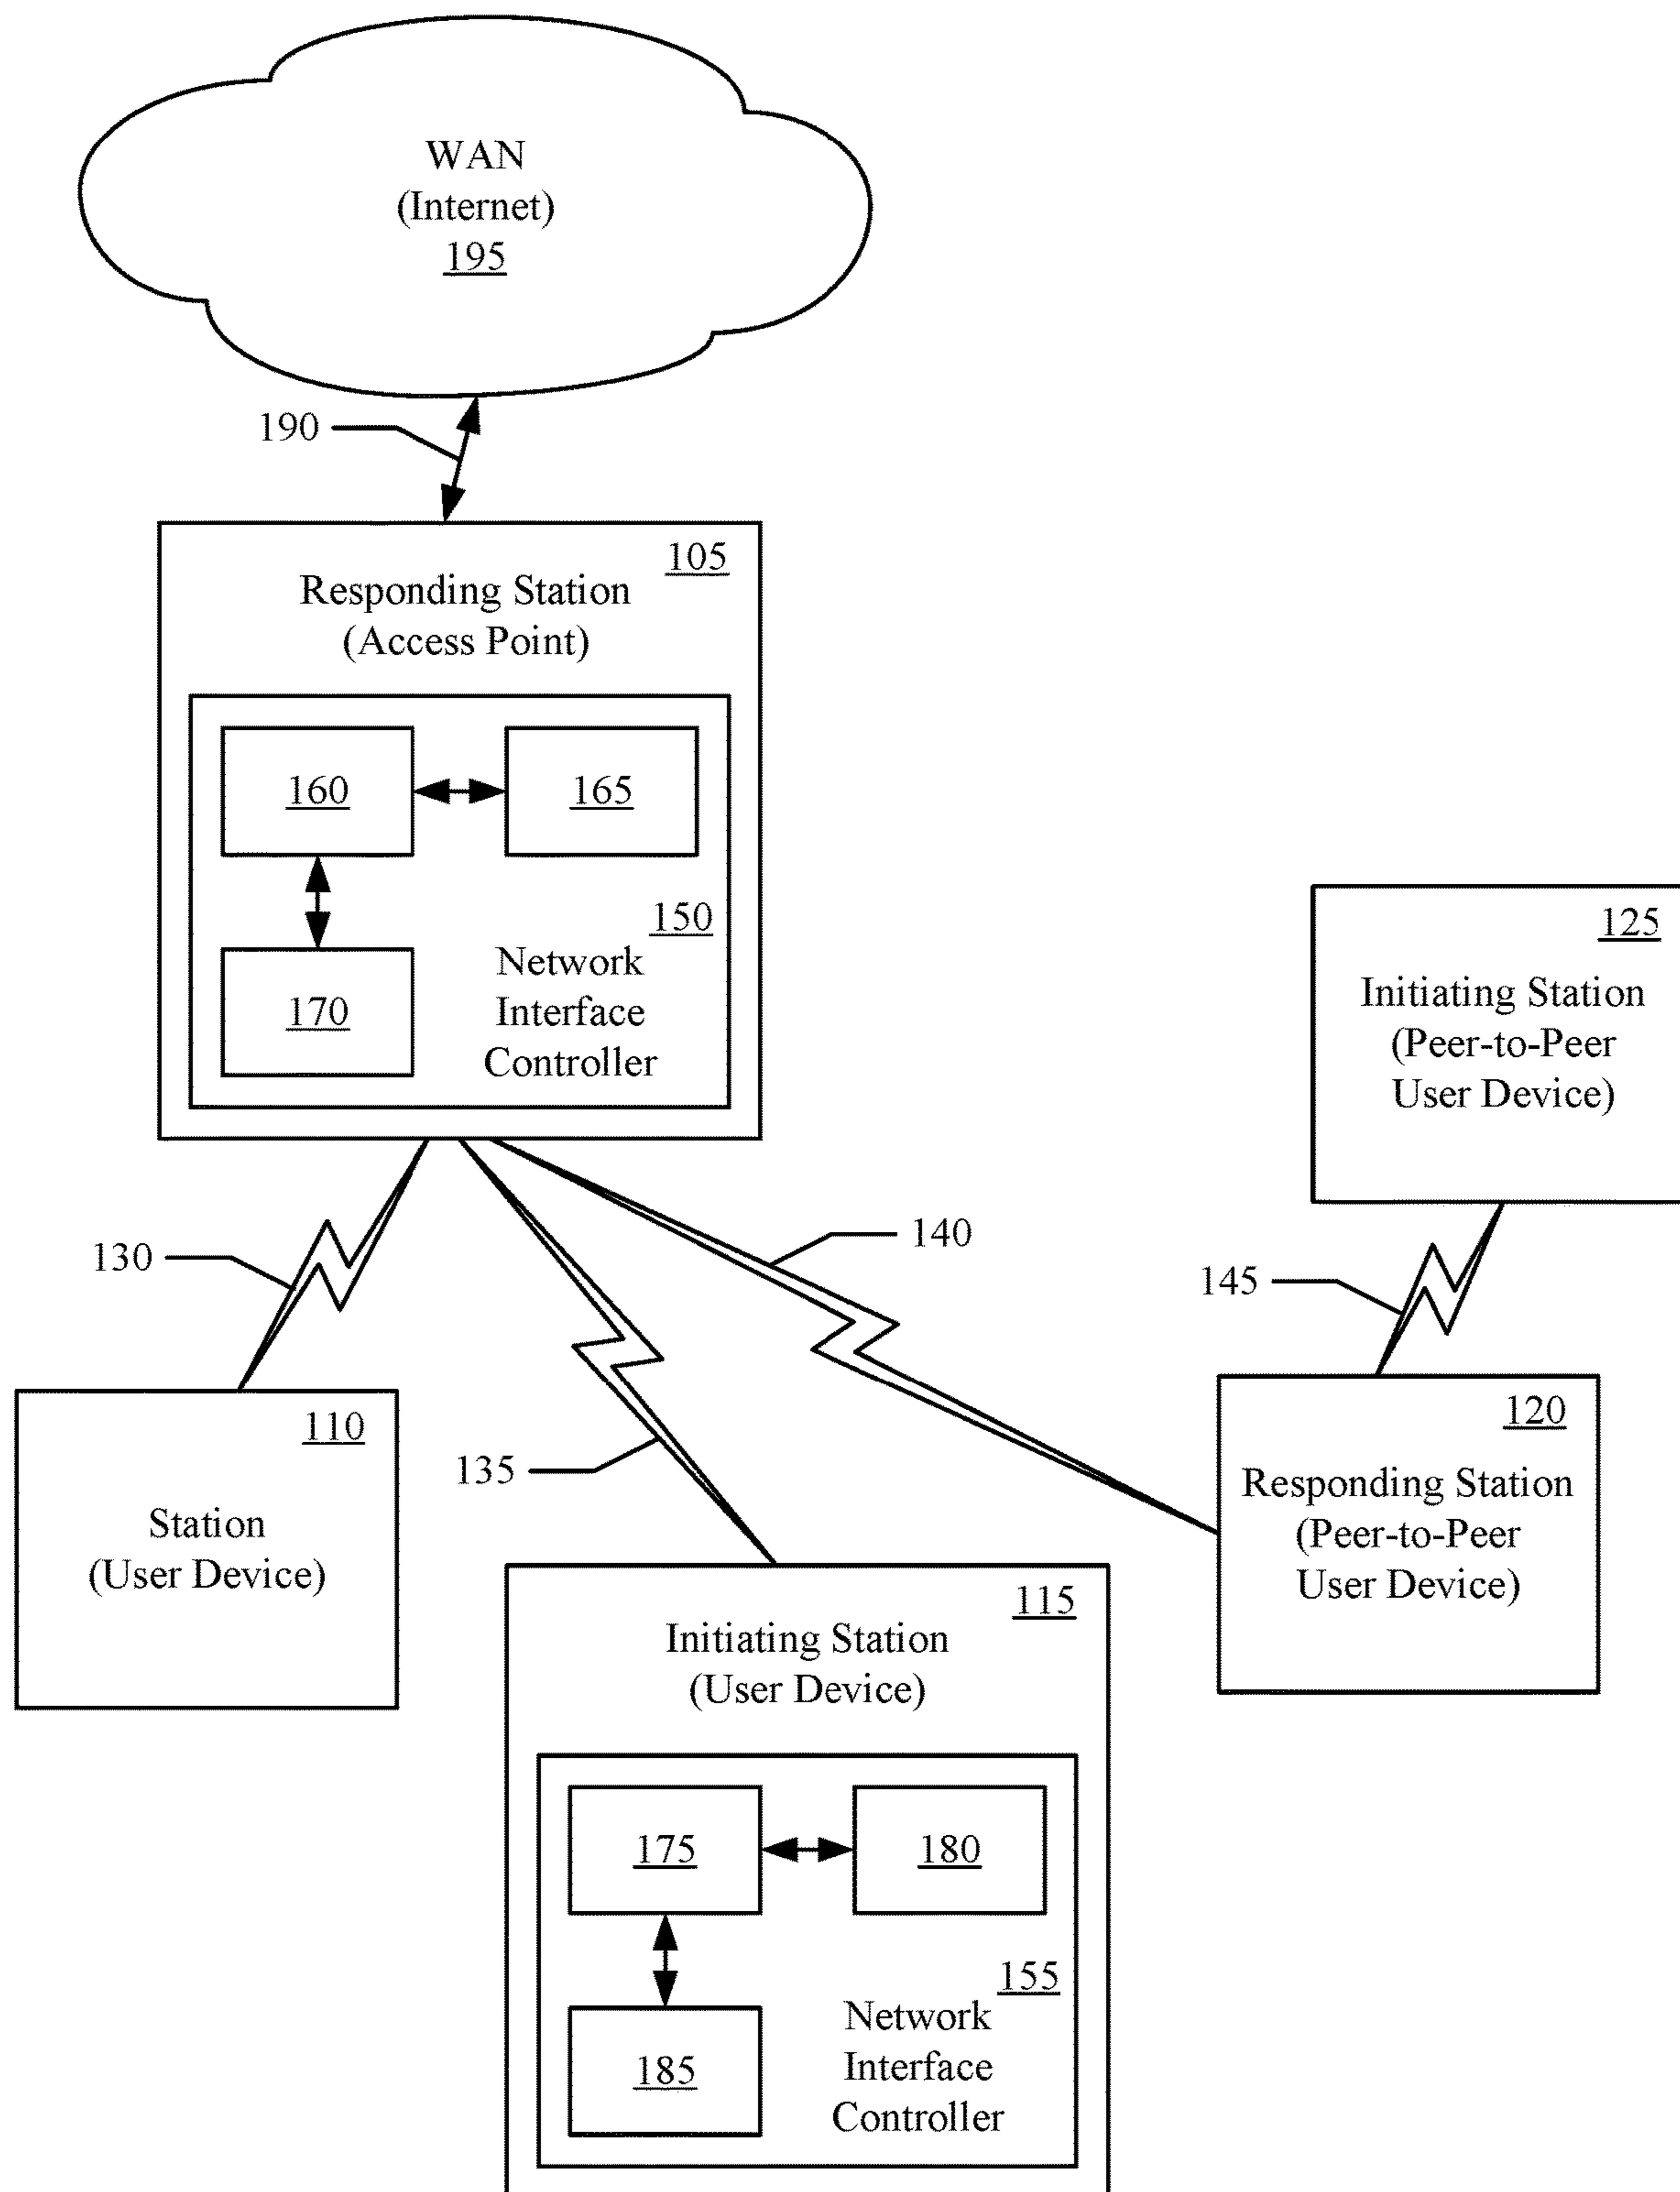 WAN
(Internet)
195
190
105
Responding Station
(Access Point)
160
165
150
170
Network
Interface
Controller
125
Initiating Station
(Peer-to-Peer
User Device)
130
140
145
110
Station
(User Device)
135
120
Responding Station
(Peer-to-Peer
User Device)
115
Initiating Station
(User Device)
175
180
155
185
Network
Interface
Controller